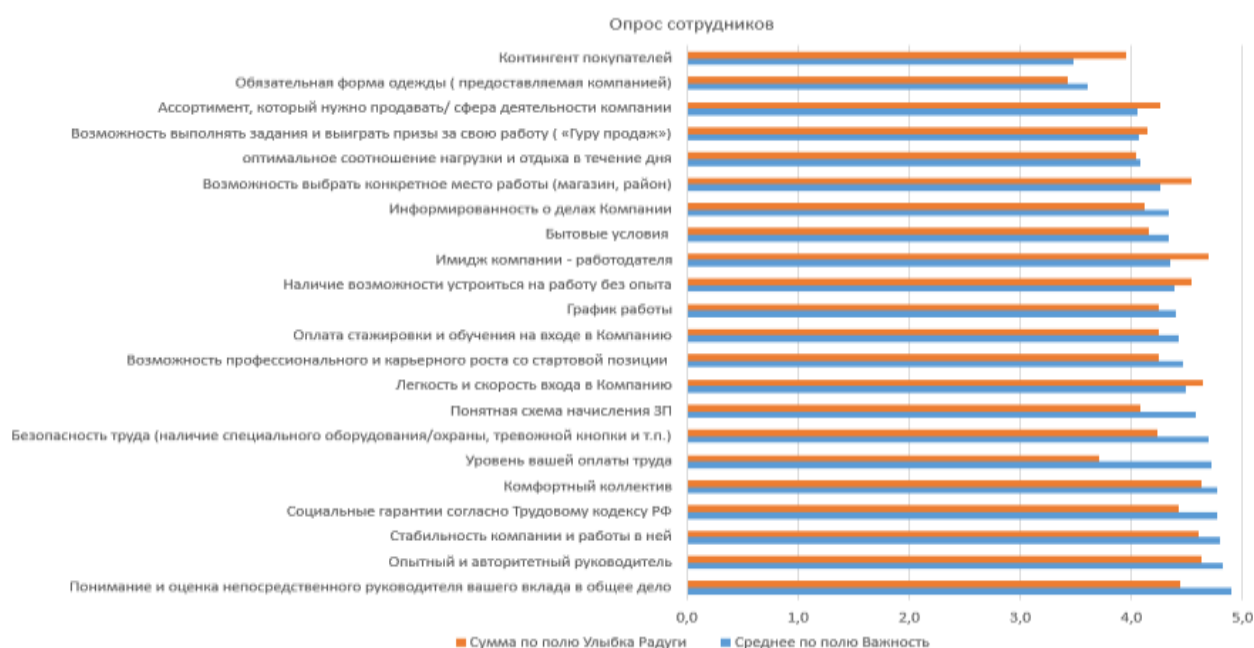 Опрос сотрудников
Контингент покупателей
Обязательная форма одежды ( предоставляемая компанией)
Ассортимент, который нужно продавать/ сфера деятельности компании
Возможность выполнять задания и выиграть призы за свою работу ( «Гуру продаж»)
оптимальное соотношение нагрузки и отдыха в течение дня
Возможность выбрать конкретное место работы (магазин, район)
Информированность о делах Компании
Бытовые условия
Имидж компании - работодателя
Наличие возможности устроиться на работу без опыта
График работы
Оплата стажировки и обучения на входе в Компанию
Возможность профессионального и карьерного роста со стартовой позиции
Легкость и скорость входа в Компанию
Понятная схема начисления ЗП
Безопасность труда (наличие специального оборудования/охраны, тревожной кнопки и т.п.)
Уровень вашей оплаты труда
Комфортный коллектив
Социальные гарантии согласно Трудовому кодексу РФ
Стабильность компании и работы в ней
Опытный и авторитетный руководитель
Понимание и оценка непосредственного руководителя вашего вклада в общее дело
0,0 1,0 2,0 3,0 4,0 5,0
Сумма по полю Улыбка Радуги Среднее по полю Важность